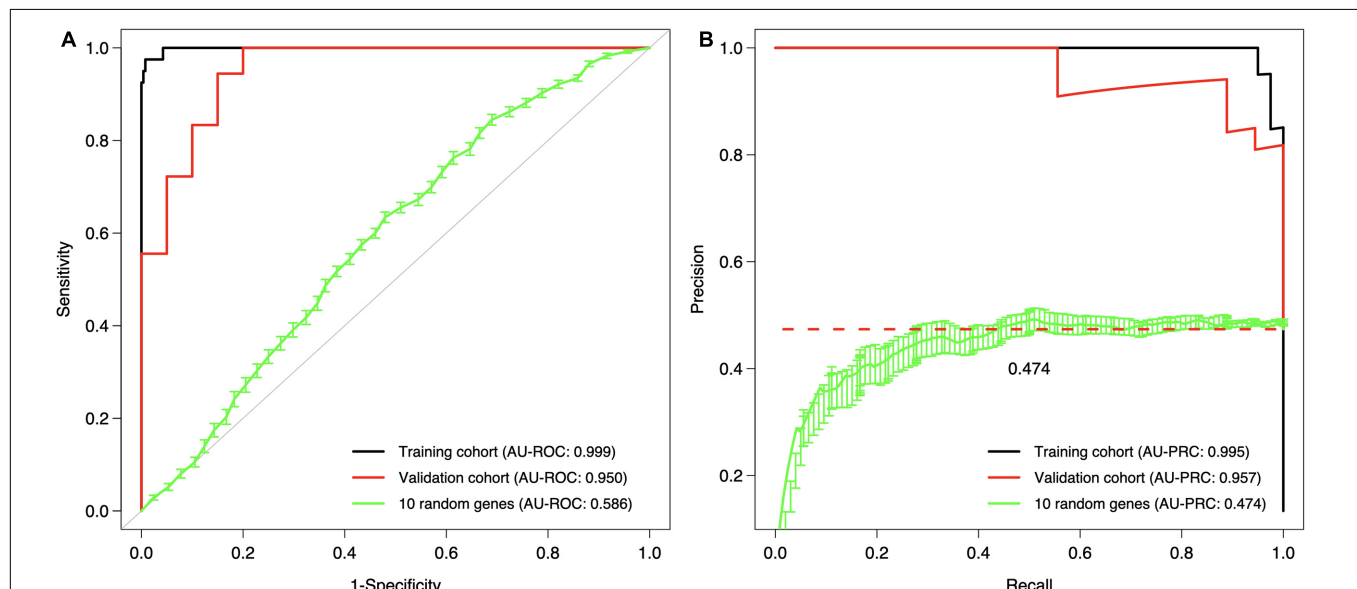 A
1.0
0.8
0.6
0.4
0.2
0.0
Sensitivity
Training cohort (AU-ROC: 0.999)
Validation cohort (AU-ROC: 0.950)
10 random genes (AU-ROC: 0.586)
0.0 0.2 0.4 0.6 0.8 1.0
1-Specificity
B
1.0
0.8
0.6
0.4
0.2
Precision
0.474
Training cohort (AU-PRC: 0.995)
Validation cohort (AU-PRC: 0.957)
10 random genes (AU-PRC: 0.474)
0.0 0.2 0.4 0.6 0.8 1.0
Recall